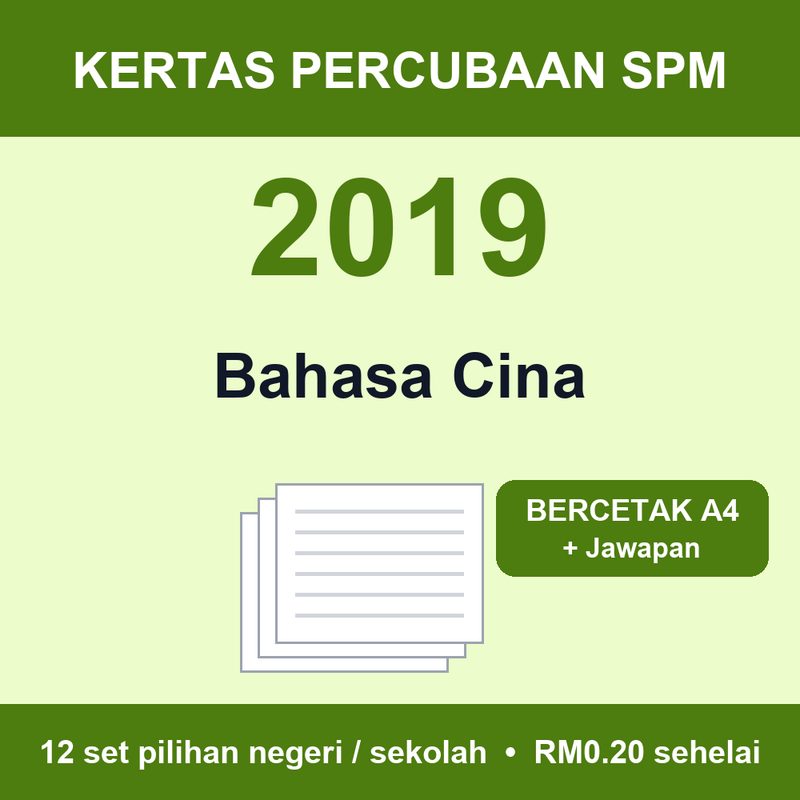 KERTAS PERCUBAAN SPM
2019
Bahasa Cina
BERCETAK A4
+ Jawapan
12 set pilihan negeri / sekolah • RM0.20 sehelai